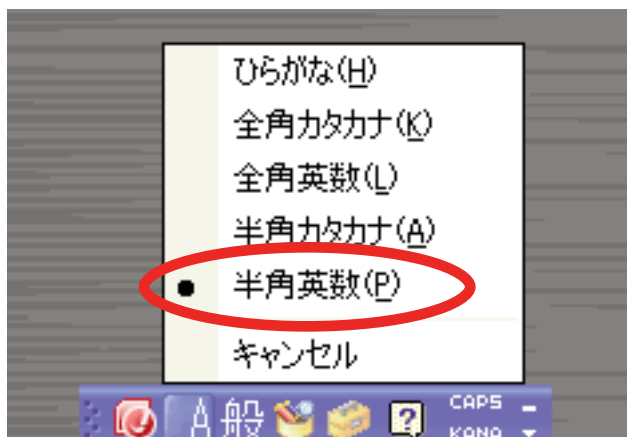 ひらがな(H)
全角カタカナ(K)
全角英数(L)
半角カタカナ(A)
半角英数(P)
キャンセル
A 般 ? CAPS
KANA